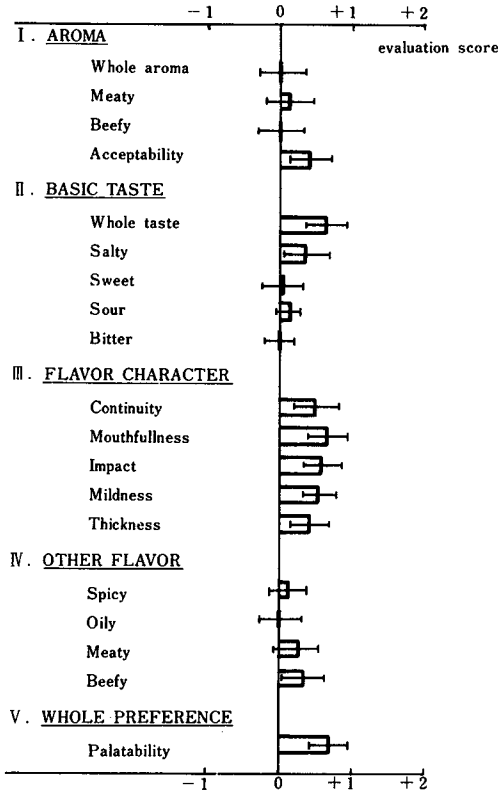 −1 0 +1 +2
I. AROMA
evaluation score
Whole aroma
Meaty
Beefy
Acceptability
II. BASIC TASTE
Whole taste
Salty
Sweet
Sour
Bitter
III. FLAVOR CHARACTER
Continuity
Mouthfullness
Impact
Mildness
Thickness
IV. OTHER FLAVOR
Spicy
Oily
Meaty
Beefy
V. WHOLE PREFERENCE
Palatability
−1 0 +1 +2